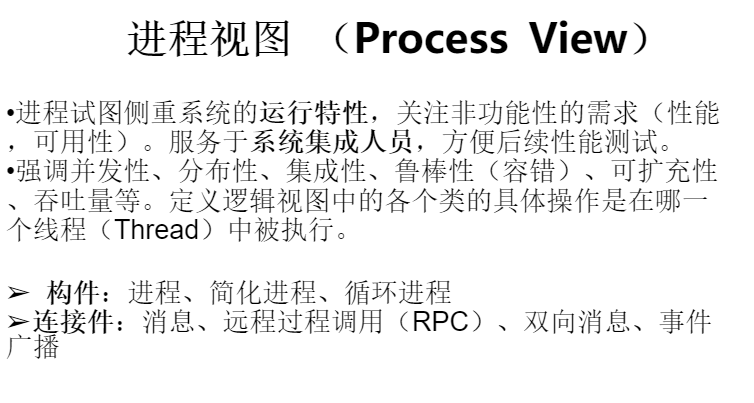 进程视图 （Process View）
•进程试图侧重系统的运行特性，关注非功能性的需求（性能
，可用性）。服务于系统集成人员，方便后续性能测试。
•强调并发性、分布性、集成性、鲁棒性（容错）、可扩充性
、吞吐量等。定义逻辑视图中的各个类的具体操作是在哪一
个线程（Thread）中被执行。
➢ 构件：进程、简化进程、循环进程
➢连接件：消息、远程过程调用（RPC）、双向消息、事件
广播